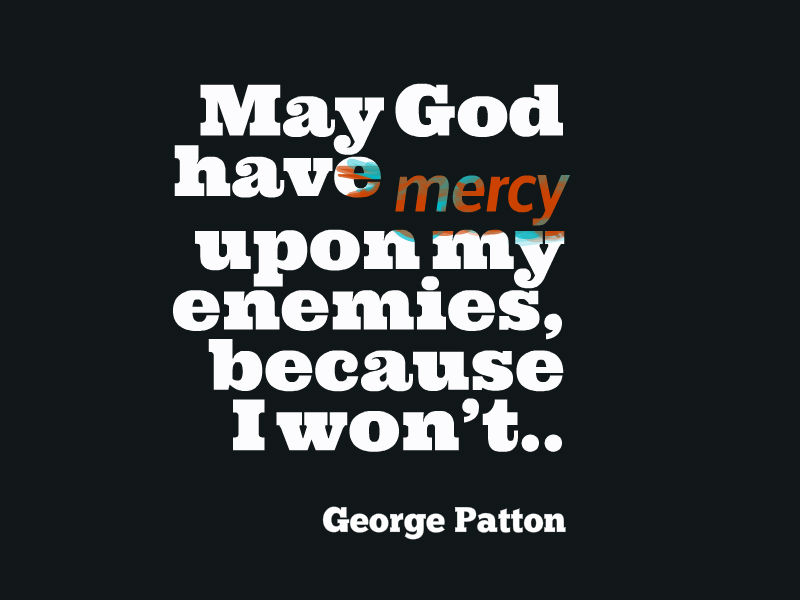 May God
have mercy
upon my
enemies,
because
I won’t..
George Patton